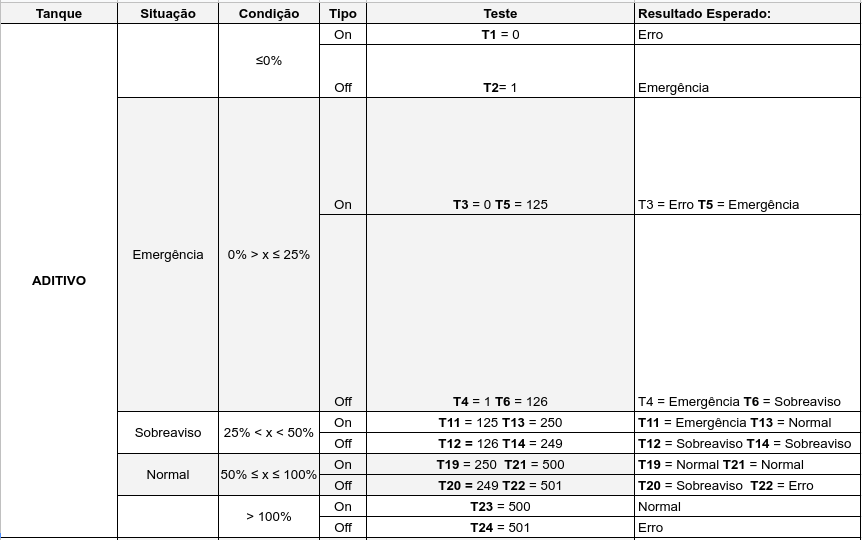 Tanque Situação Condição Tipo Teste Resultado Esperado:
On T1 = 0 Erro
≤0%
Off T2= 1 Emergência
On T3 = 0 T5 = 125 T3 = Erro T5 = Emergência
Emergência 0% > x ≤ 25%
ADITIVO
Off T4 = 1 T6 = 126 T4 = Emergência T6 = Sobreaviso
On T11 = 125 T13 = 250 T11 = Emergência T13 = Normal
Sobreaviso 25% < x < 50%
Off T12 = 126 T14 = 249 T12 = Sobreaviso T14 = Sobreaviso
On T19 = 250 T21 = 500 T19 = Normal T21 = Normal
Normal 50% ≤ x ≤ 100%
Off T20 = 249 T22 = 501 T20 = Sobreaviso T22 = Erro
On T23 = 500 Normal
> 100%
Off T24 = 501 Erro